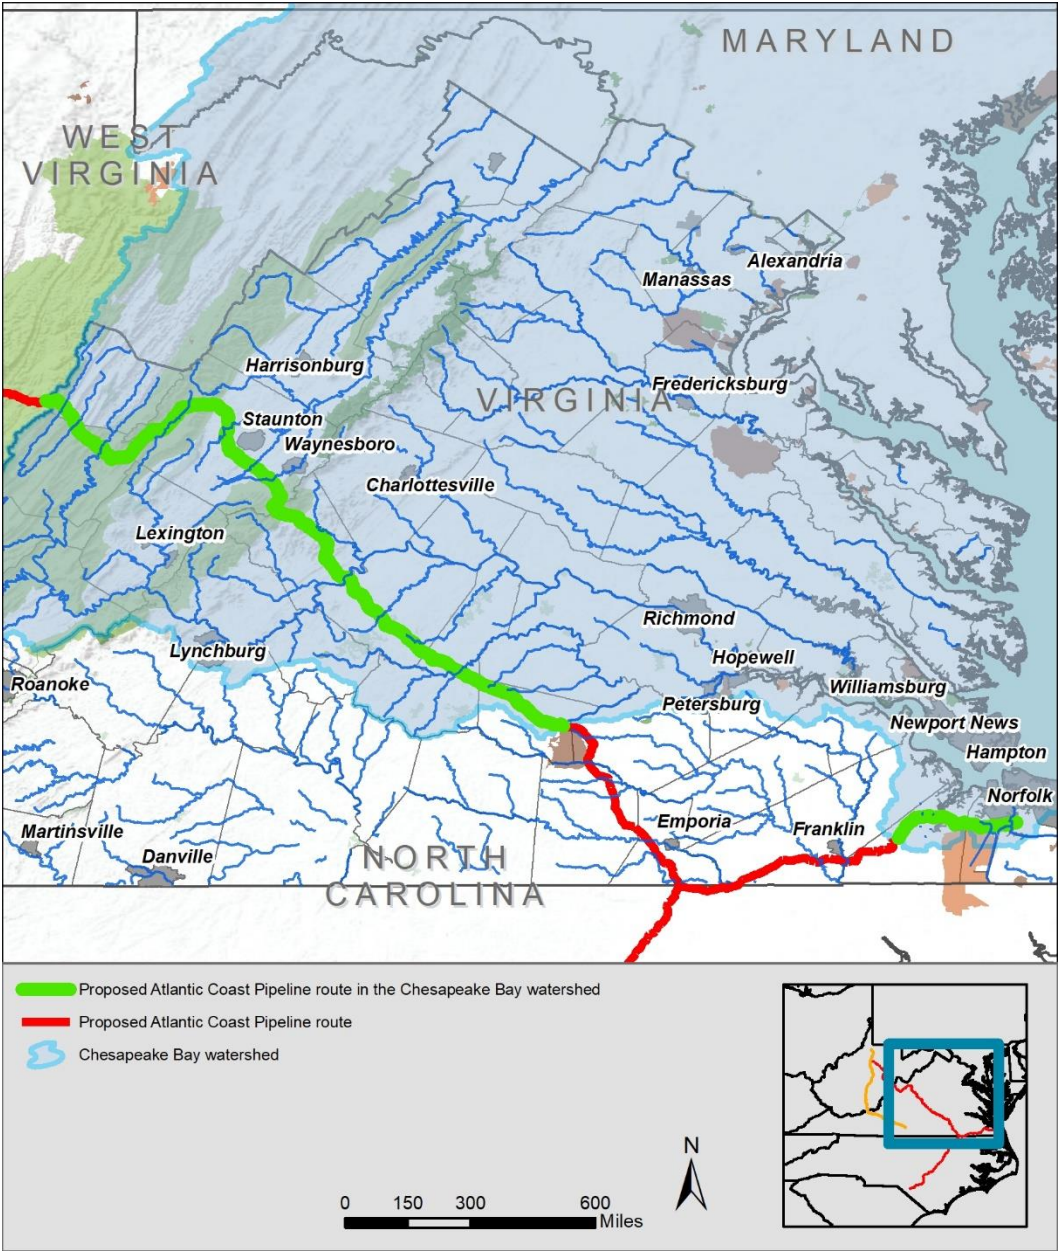 MARYLAND
WEST
VIRGINIA
Alexandria
Manassas
Harrisonburg
Fredericksburg
VIRGINIA
Staunton
Waynesboro
Charlottesville
Lexington
Richmond
Lynchburg
Hopewell
Roanoke
Williamsburg
Petersburg
Newport News
Hampton
Norfolk
Emporia
Franklin
Martinsville
Danville
NORTH
CAROLINA
Proposed Atlantic Coast Pipeline route in the Chesapeake Bay watershed
Proposed Atlantic Coast Pipeline route
Chesapeake Bay watershed
N
0 150 300 600
Miles